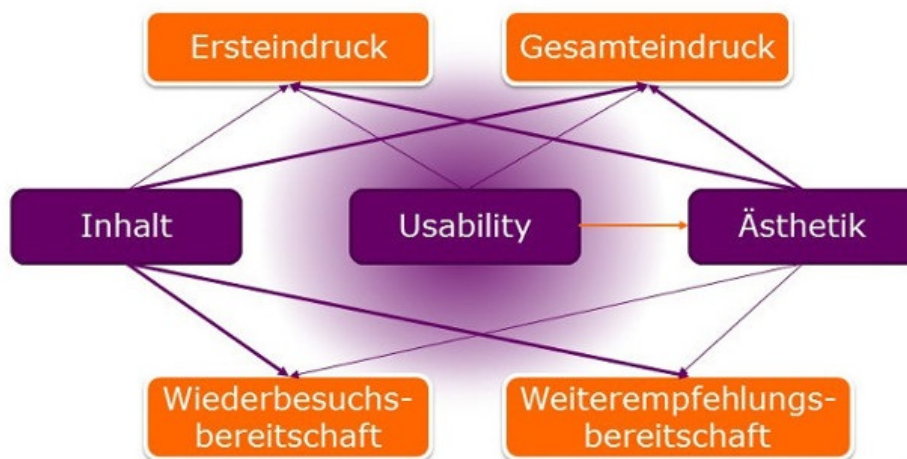 Ersteindruck
Gesamteindruck
Inhalt
Usability
Ästhetik
Wiederbesuchs-
bereitschaft
Weiterempfehlungs-
bereitschaft